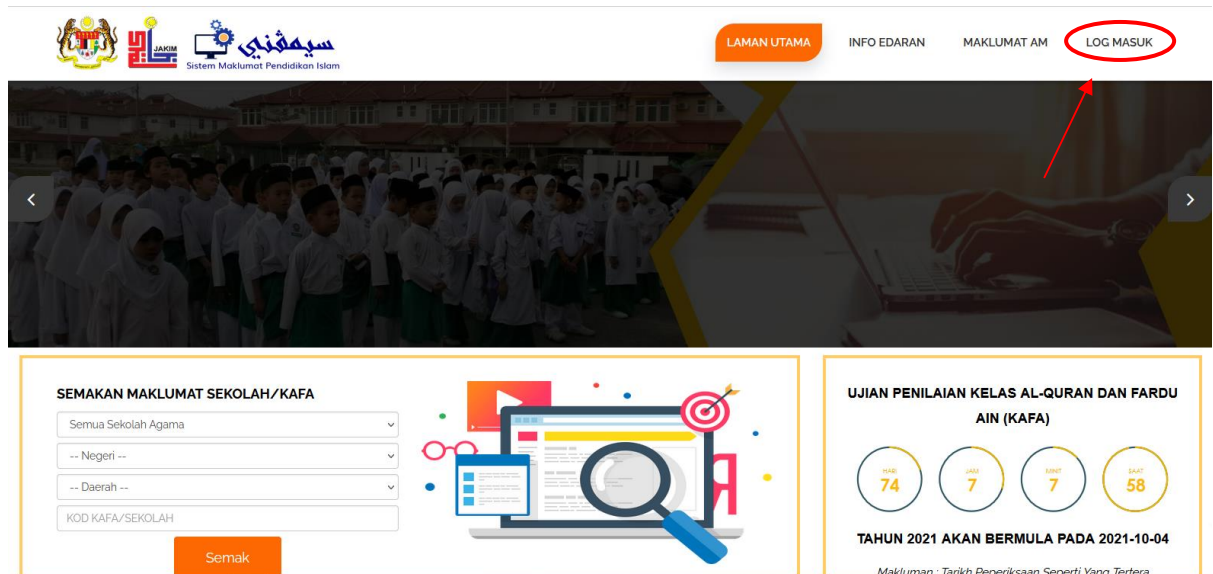 JAKIM
سيمڤني
Sistem Maklumat Pendidikan Islam
LAMAN UTAMA
INFO EDARAN
MAKLUMAT AM
LOG MASUK
SEMAKAN MAKLUMAT SEKOLAH/KAFA
Semua Sekolah Agama
-- Negeri --
-- Daerah --
KOD KAFA/SEKOLAH
Semak
UJIAN PENILAIAN KELAS AL-QURAN DAN FARDU
AIN (KAFA)
HARI
74
JAM
7
MINIT
7
SAAT
58
TAHUN 2021 AKAN BERMULA PADA 2021-10-04
Makluman : Tarikh Peperiksaan Seperti Yang Tertera